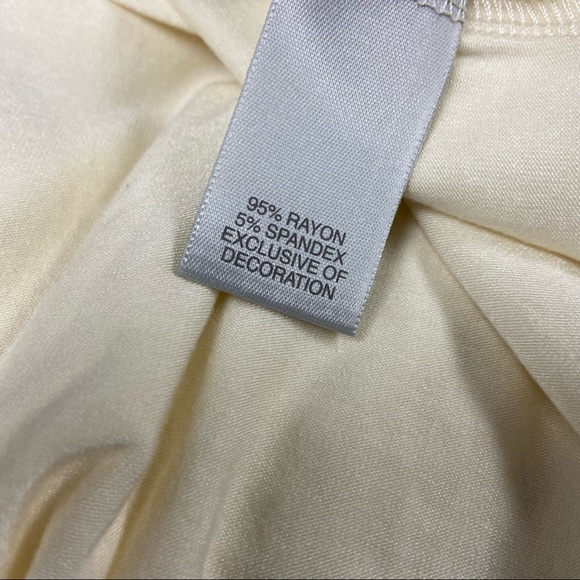 95% RAYON
5% SPANDEX
EXCLUSIVE OF
DECORATION